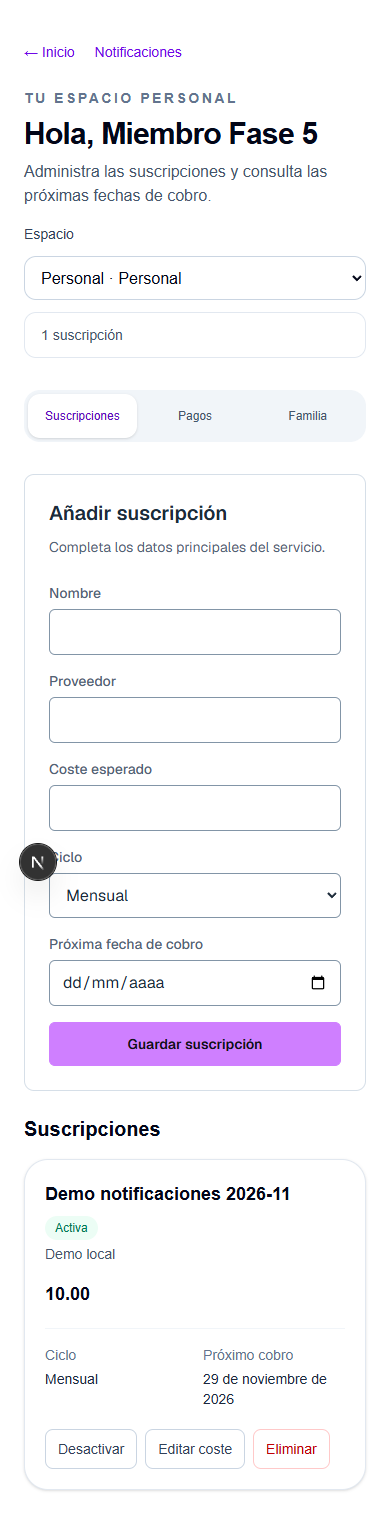 ← Inicio Notificaciones
TU ESPACIO PERSONAL
Hola, Miembro Fase 5
Administra las suscripciones y consulta las
próximas fechas de cobro.
Espacio
Personal · Personal
1 suscripción
Suscripciones Pagos Familia
Añadir suscripción
Completa los datos principales del servicio.
Nombre
Proveedor
Coste esperado
N
Ciclo
Mensual
Próxima fecha de cobro
dd/mm/aaaa
Guardar suscripción
Suscripciones
Demo notificaciones 2026-11
Activa
Demo local
10.00
Ciclo Próximo cobro
Mensual 29 de noviembre de
2026
Desactivar Editar coste Eliminar